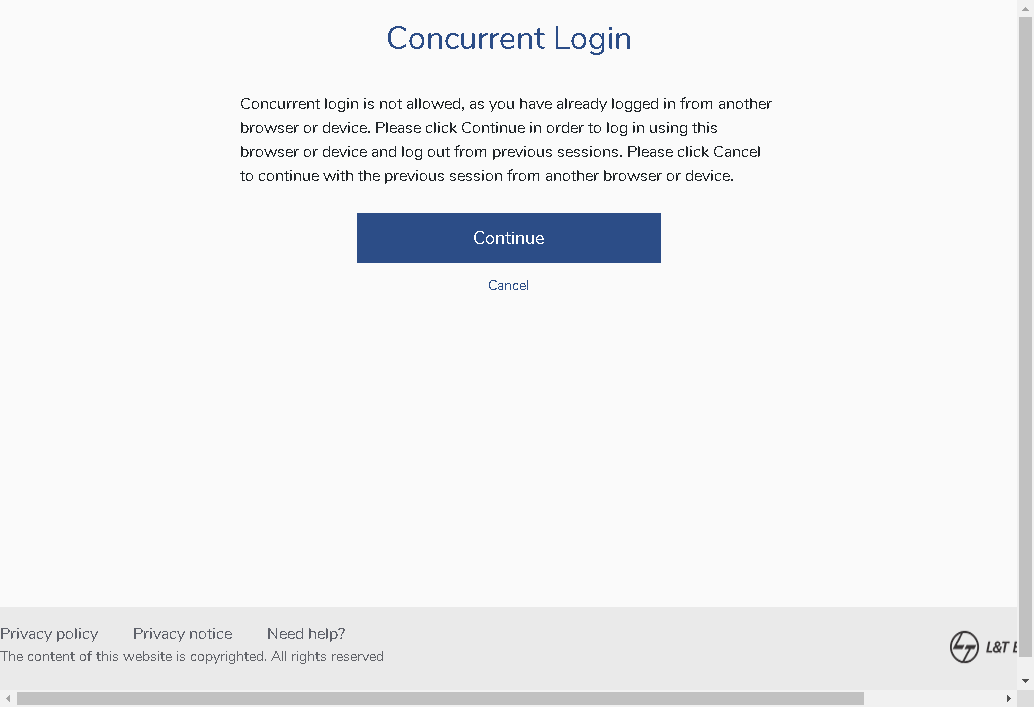 Concurrent Login
Concurrent login is not allowed, as you have already logged in from another
browser or device. Please click Continue in order to log in using this
browser or device and log out from previous sessions. Please click Cancel
to continue with the previous session from another browser or device.
Continue
Cancel
Privacy policy Privacy notice Need help?
The content of this website is copyrighted. All rights reserved
L&T